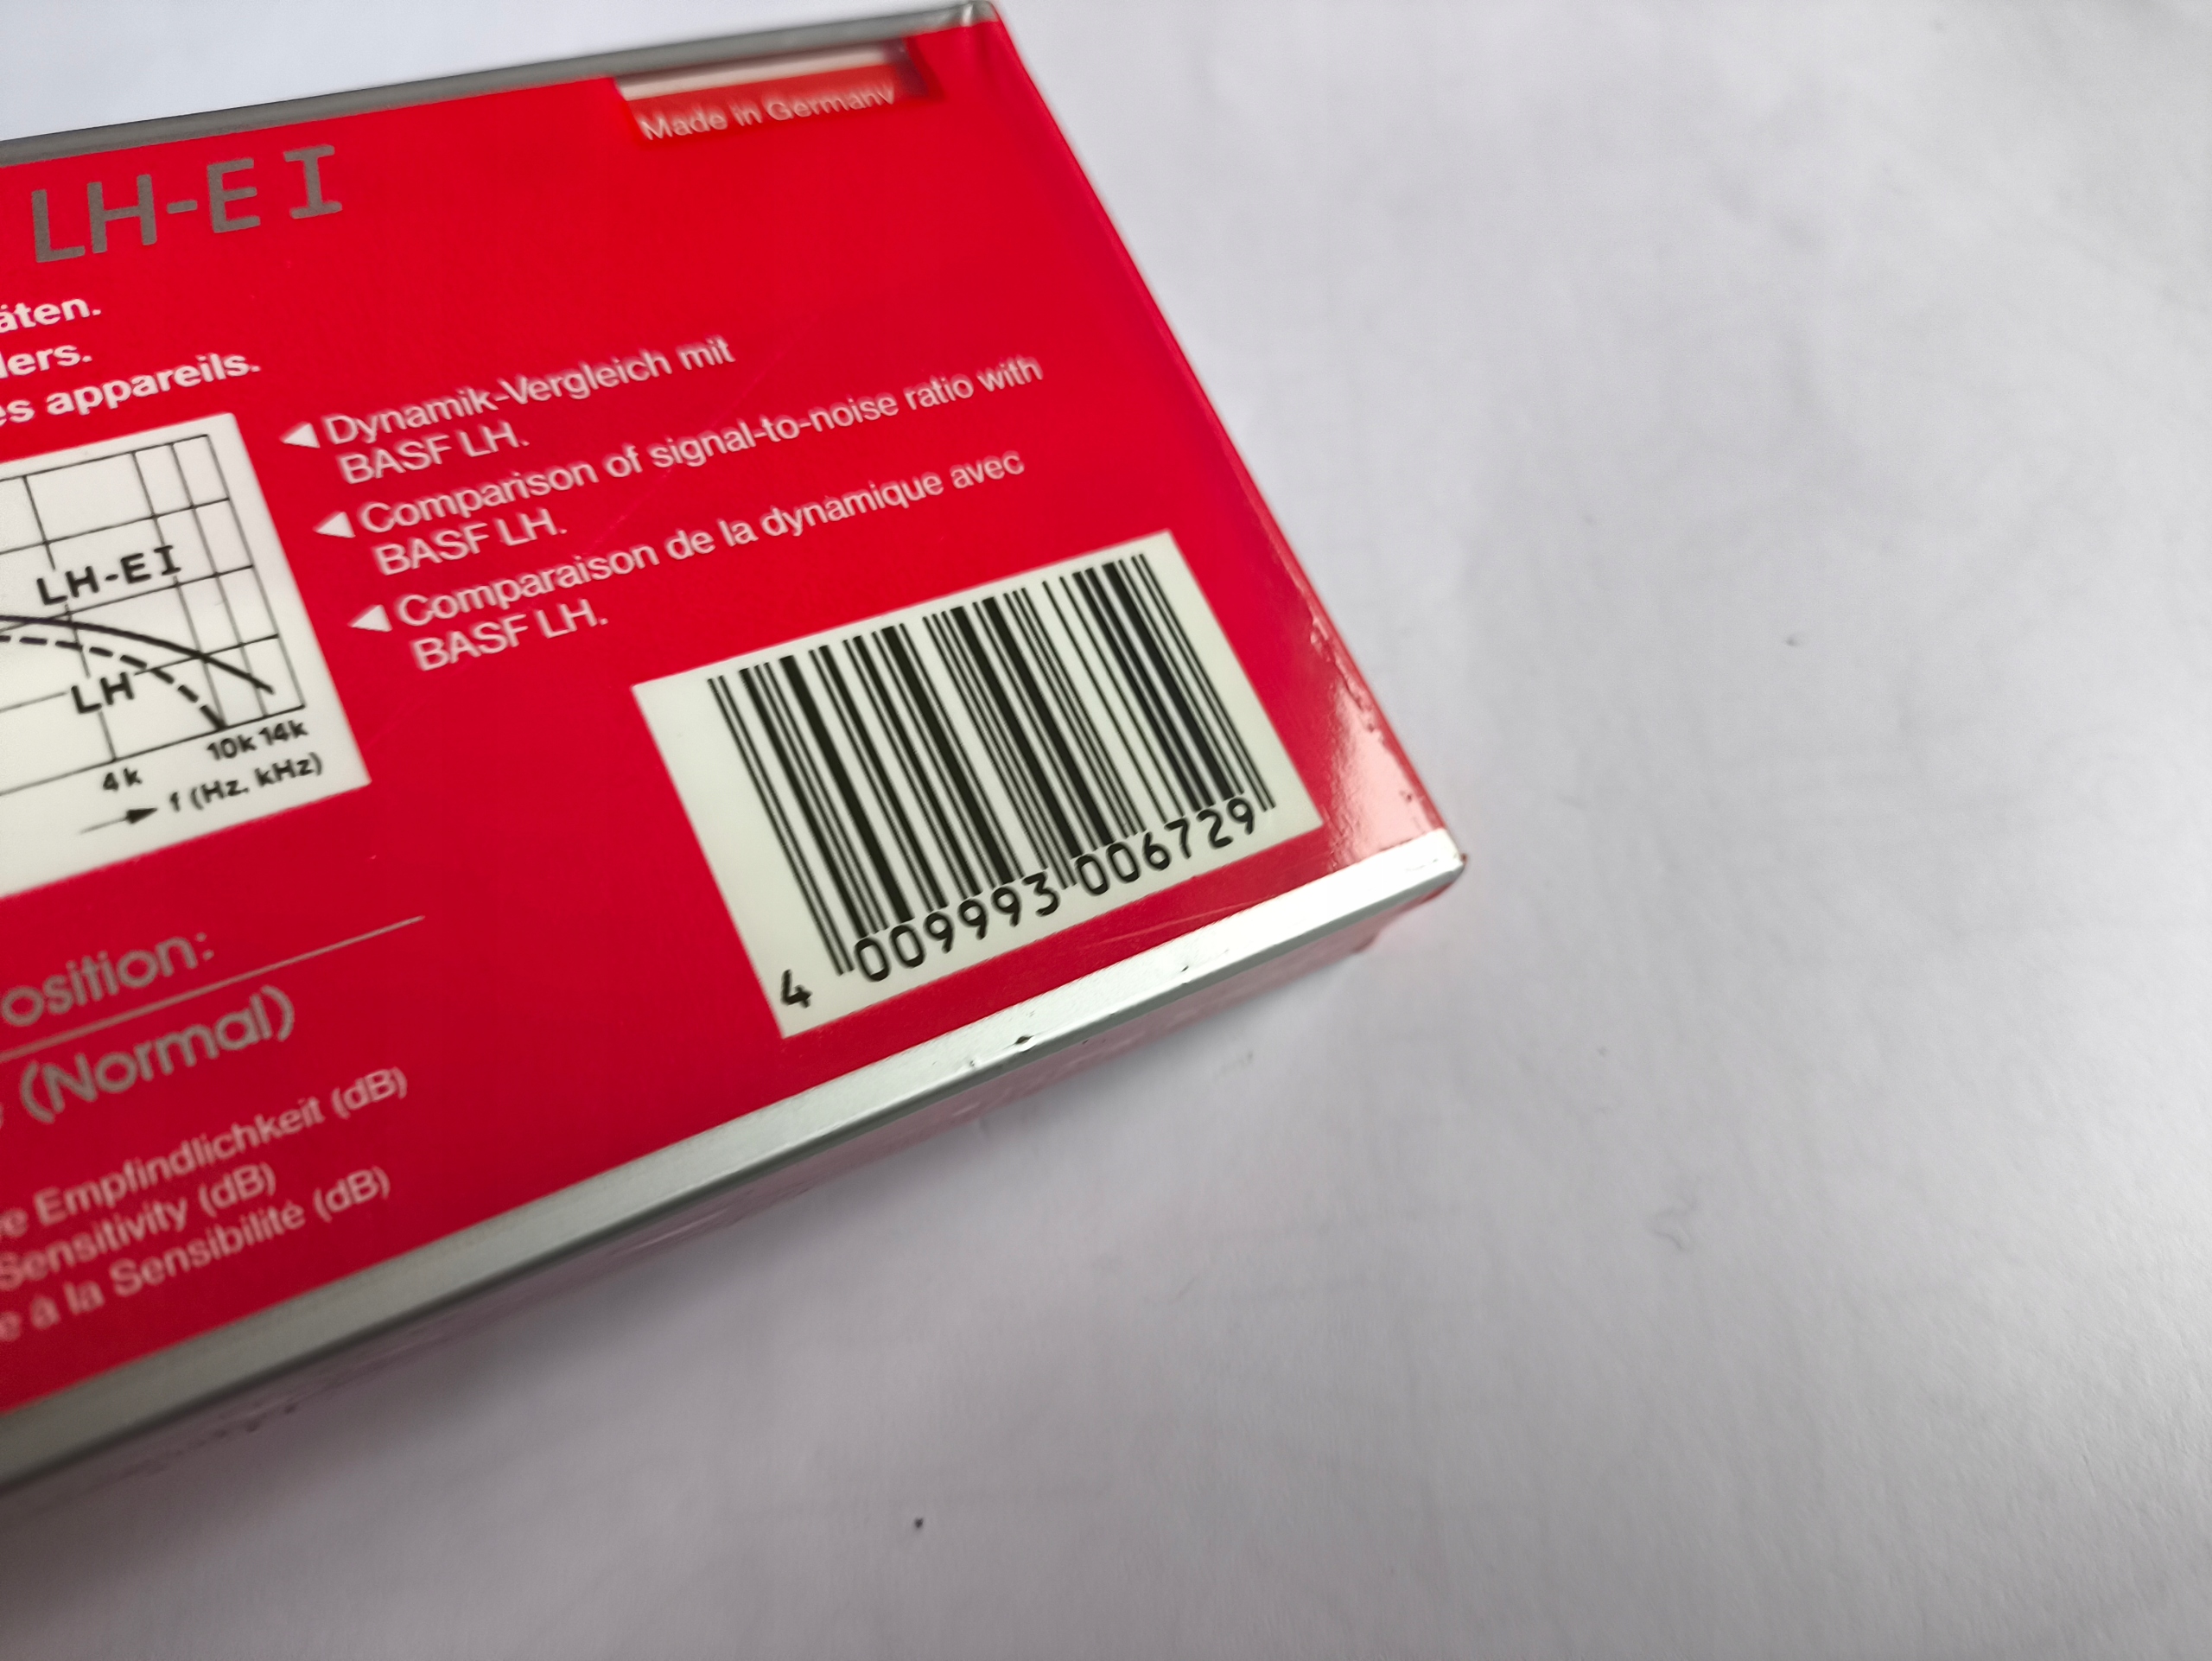 Made in Germany
LH-E I
äten.
lers.
es appareils.
◀ Dynamik-Vergleich mit
BASF LH.
◀ Comparison of signal-to-noise ratio with
BASF LH.
◀ Comparaison de la dynamique avec
BASF LH.
LH-E I
LH
4k 10k 14k
f (Hz, kHz)
4 009993 006729
osition:
(Normal)
e Empfindlichkeit (dB)
Sensitivity (dB)
e à la Sensibilité (dB)